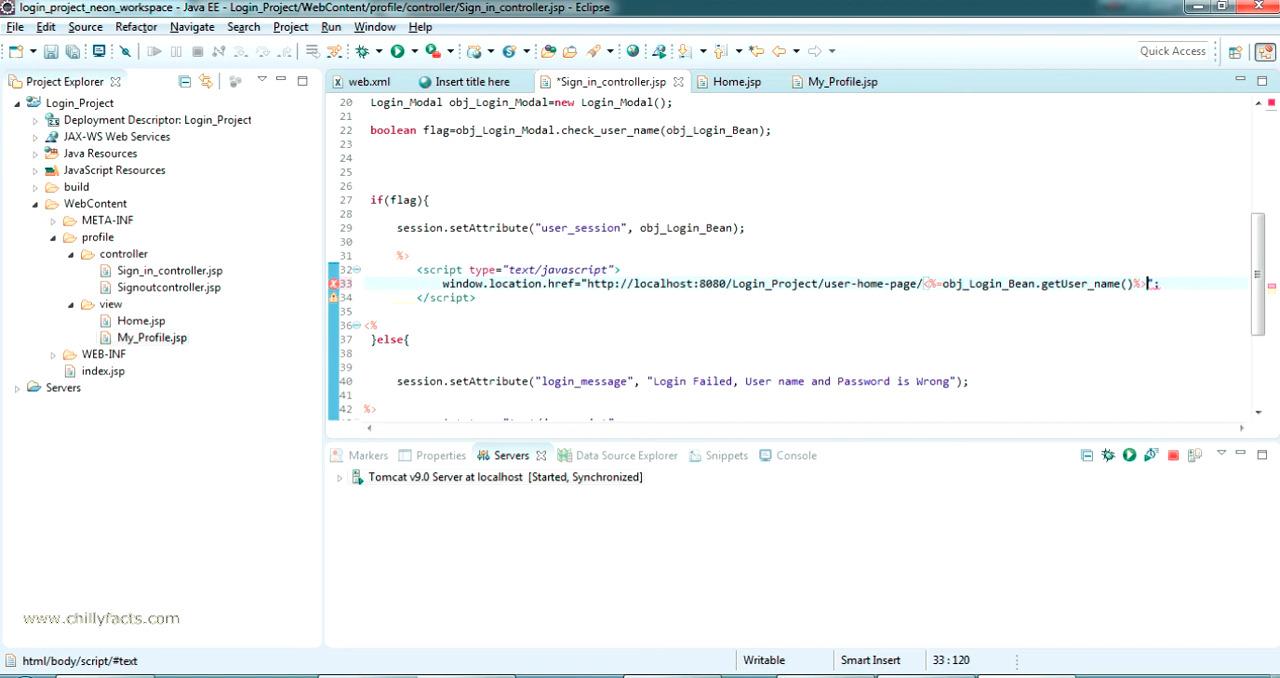 login_project_neon_workspace - Java EE - Login_Project/WebContent/profile/controller/Sign_in_controller.jsp - Eclipse
File Edit Source Refactor Navigate Search Project Run Window Help
Quick Access
Project Explorer
web.xml Insert title here *Sign_in_controller.jsp Home.jsp My_Profile.jsp
Login_Project
Deployment Descriptor: Login_Project
JAX-WS Web Services
Java Resources
JavaScript Resources
build
WebContent
META-INF
profile
controller
Sign_in_controller.jsp
Signoutcontroller.jsp
view
Home.jsp
My_Profile.jsp
WEB-INF
index.jsp
Servers
20 Login_Modal obj_Login_Modal=new Login_Modal();
21
22 boolean flag=obj_Login_Modal.check_user_name(obj_Login_Bean);
23
24
25
26
27 if(flag){
28
29 session.setAttribute("user_session", obj_Login_Bean);
30
31 %>
32 <script type="text/javascript">
33 window.location.href="http://localhost:8080/Login_Project/user-home-page/<%=obj_Login_Bean.getUser_name()%>";
34 </script>
35
36 <%
37 }else{
38
39
40 session.setAttribute("login_message", "Login Failed, User name and Password is Wrong");
41
42 %>
Markers Properties Servers Data Source Explorer Snippets Console
Tomcat v9.0 Server at localhost [Started, Synchronized]
www.chillyfacts.com
html/body/script/#text
Writable Smart Insert 33 : 120